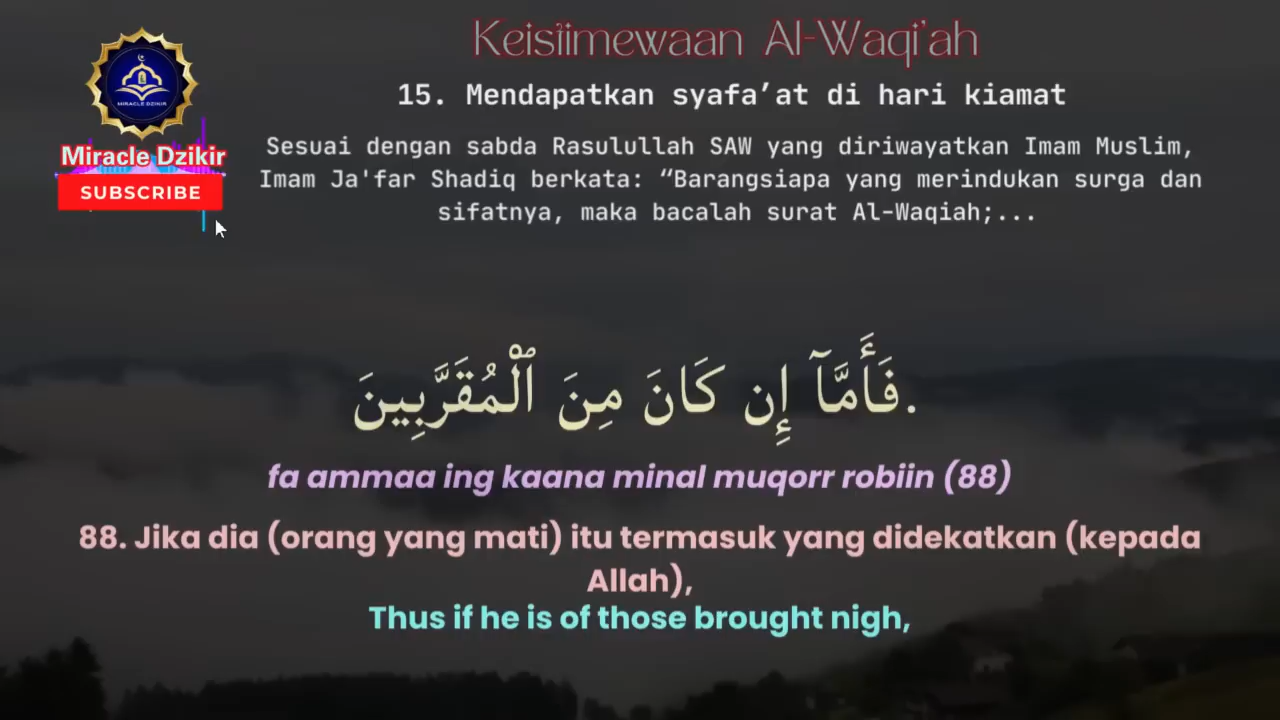 Keistimewaan Al-Waqi'ah
15. Mendapatkan syafa’at di hari kiamat
MIRACLE DZIKIR
Miracle Dzikir
SUBSCRIBE
Sesuai dengan sabda Rasulullah SAW yang diriwayatkan Imam Muslim,
Imam Ja'far Shadiq berkata: “Barangsiapa yang merindukan surga dan
sifatnya, maka bacalah surat Al-Waqiah;...
فَأَمَّآ إِن كَانَ مِنَ ٱلْمُقَرَّبِينَ.
fa ammaa ing kaana minal muqorr robiin (88)
88. Jika dia (orang yang mati) itu termasuk yang didekatkan (kepada
Allah),
Thus if he is of those brought nigh,